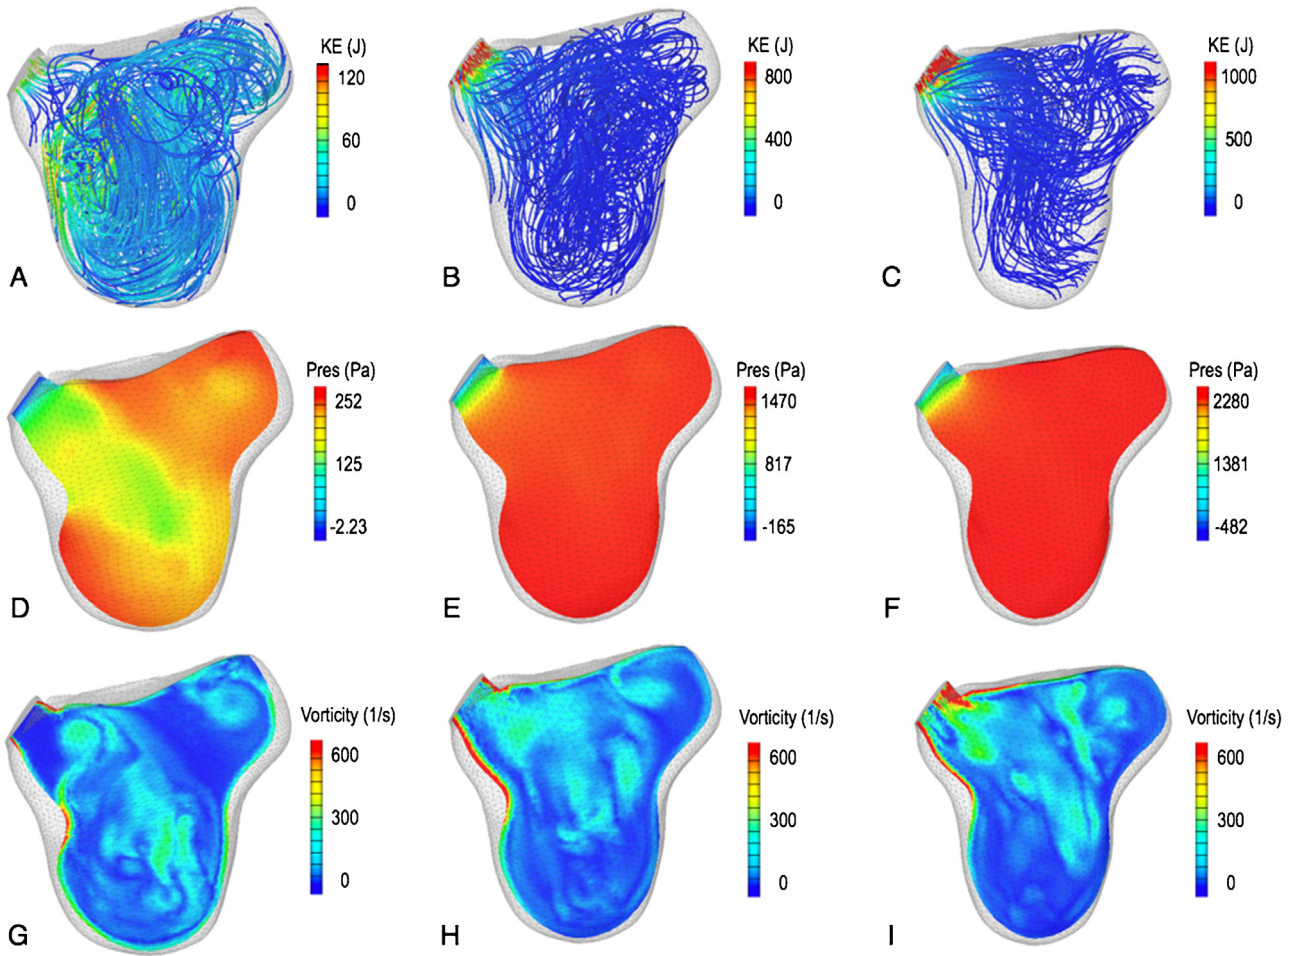 KE (J)
120
60
0
A
KE (J)
800
400
0
B
KE (J)
1000
500
0
C
Pres (Pa)
252
125
-2.23
D
Pres (Pa)
1470
817
-165
E
Pres (Pa)
2280
1381
-482
F
Vorticity (1/s)
600
300
0
G
Vorticity (1/s)
600
300
0
H
Vorticity (1/s)
600
300
0
I